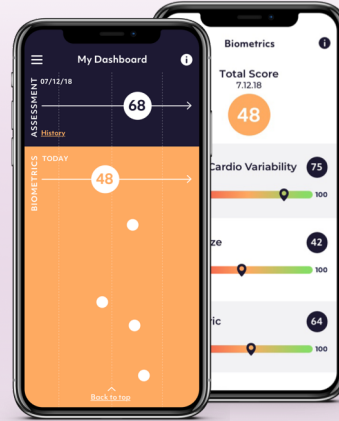 My Dashboard
i
ASSESSMENT
07/12/18
68
History
BIOMETRICS
TODAY
48
Back to top
Biometrics
i
Total Score
7.12.18
48
Cardio Variability
75
100
ze
42
100
ric
64
100